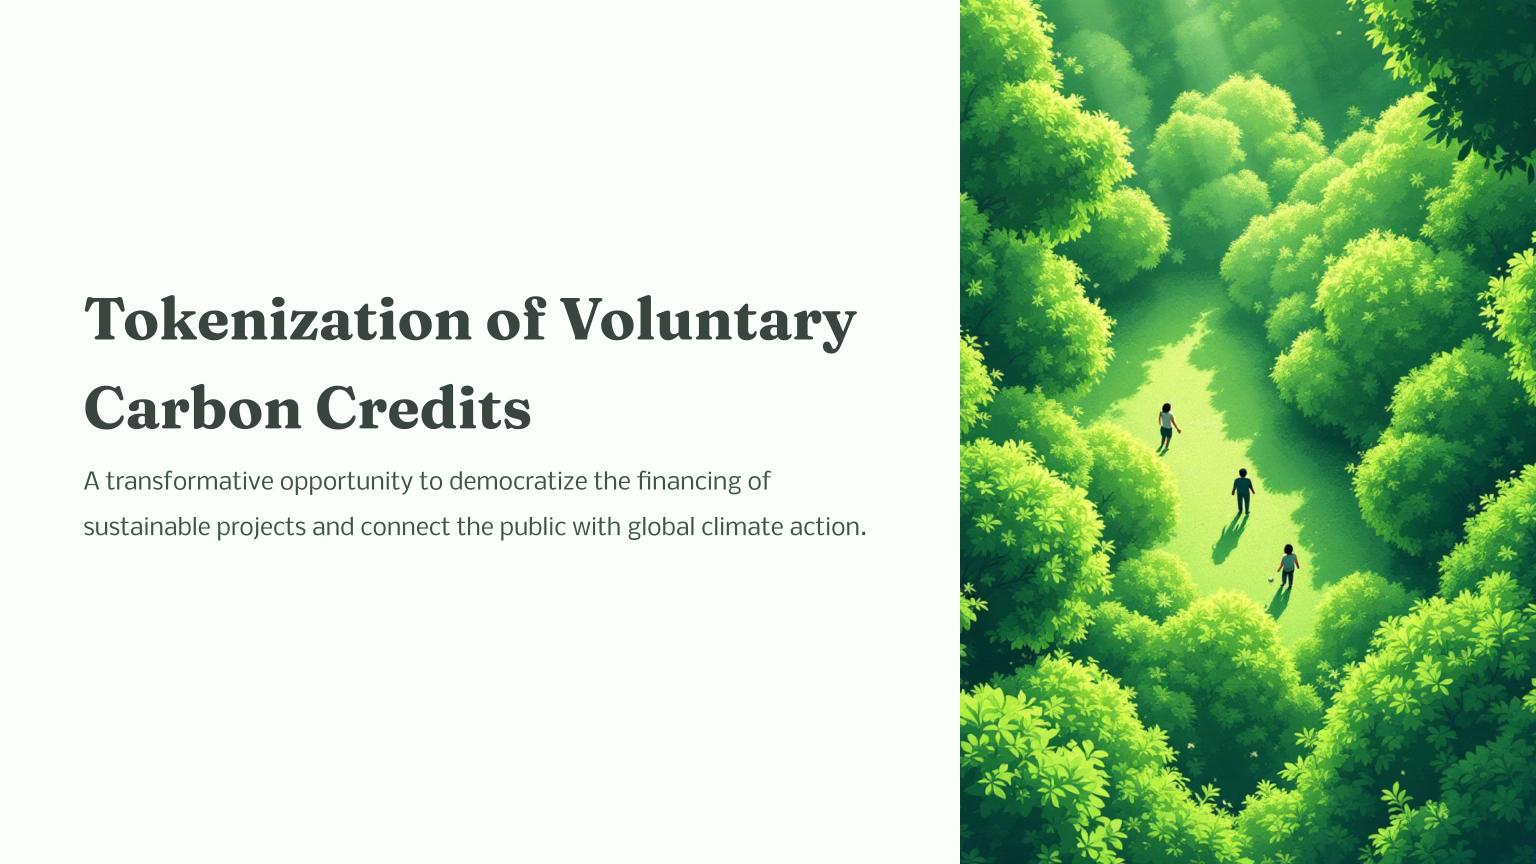 Tokenization of Voluntary
Carbon Credits
A transformative opportunity to democratize the financing of
sustainable projects and connect the public with global climate action.